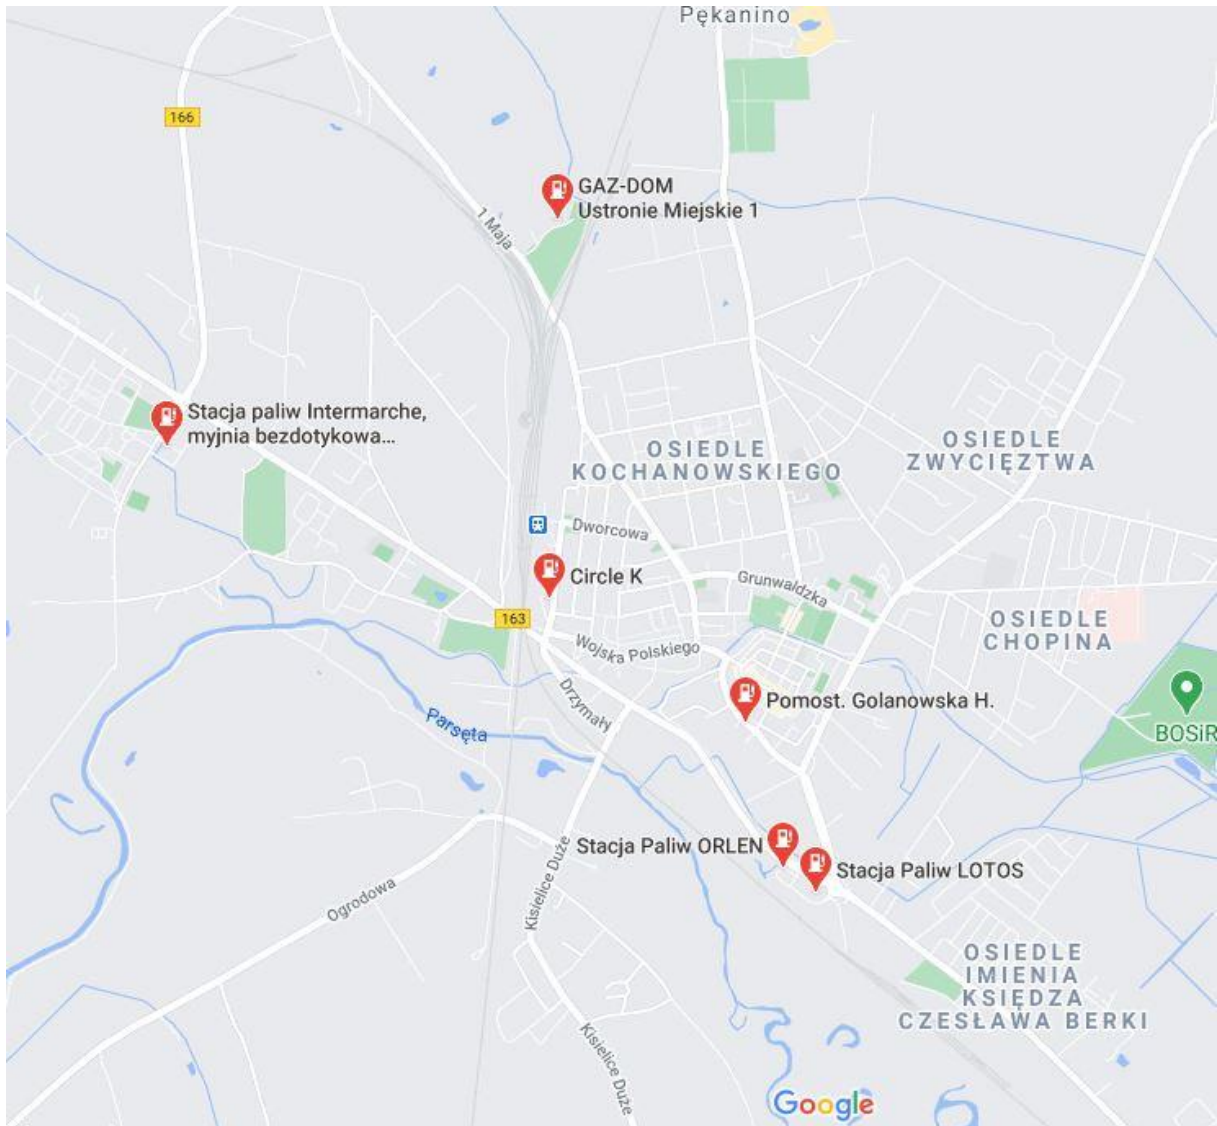 Pękanino
166
GAZ-DOM
Ustronie Miejskie 1
1 Maja
Stacja paliw Intermarche,
myjnia bezdotykowa...
OSIEDLE
KOCHANOWSKIEGO
OSIEDLE
ZWYCIĘZTWA
Dworcowa
Circle K
Grunwaldzka
163
OSIEDLE
CHOPINA
Wojska Polskiego
Drzymały
Pomost. Golanowska H.
Parsęta
BOSiR
Stacja Paliw ORLEN
Stacja Paliw LOTOS
Kisielice Duże
Ogrodowa
OSIEDLE
IMIENIA
KSIĘDZA
CZESŁAWA BERKI
Kisielice Duże
Google